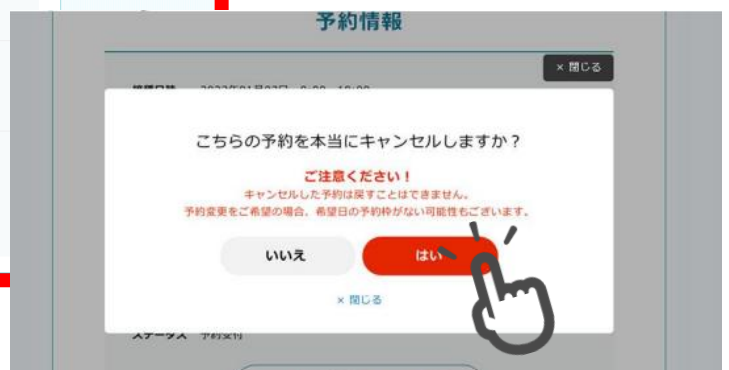 予約情報
× 閉じる
こちらの予約を本当にキャンセルしますか？
ご注意ください！
キャンセルした予約は戻すことはできません。
予約変更をご希望の場合、希望日の予約枠がない可能性もございます。
いいえ
はい
× 閉じる
ステータス 予約受付